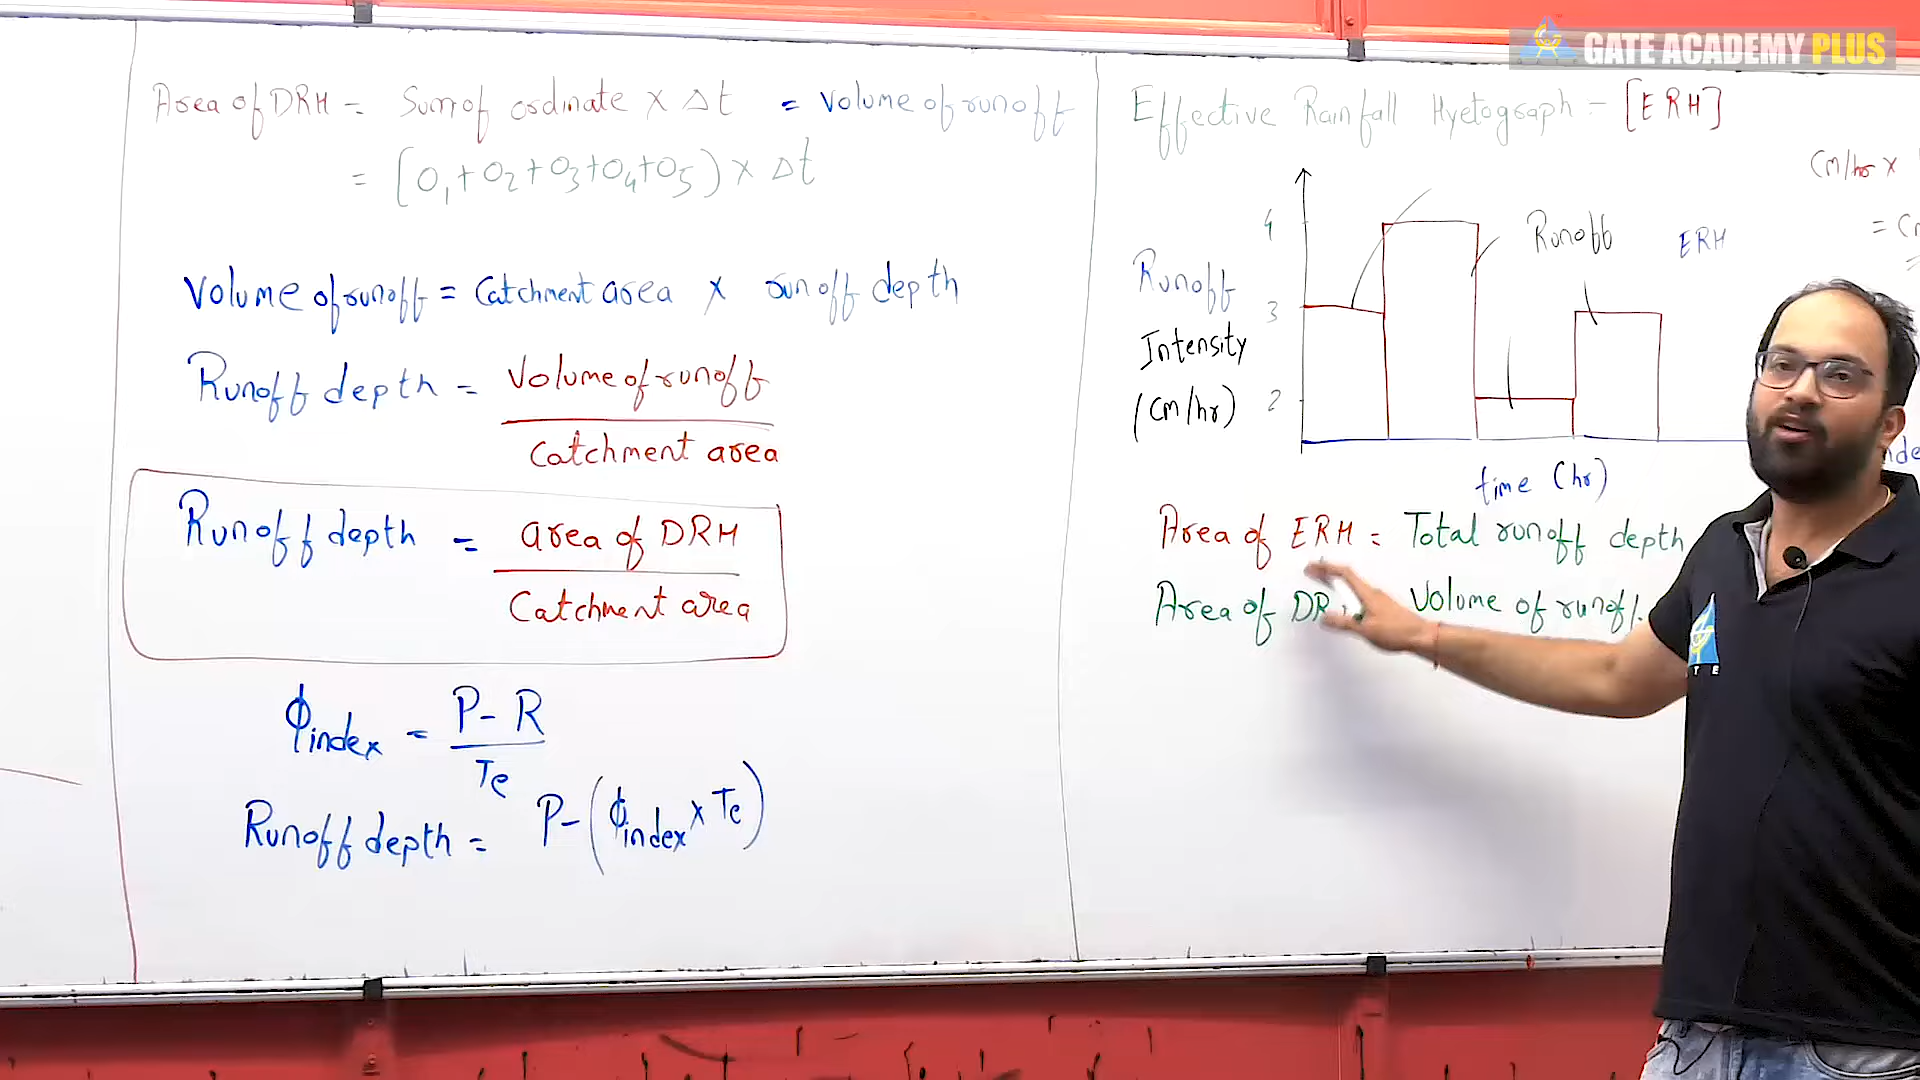 GATE ACADEMY PLUS
Area of DRH = Sum of ordinate × Δt = Volume of runoff
= [O1+O2+O3+O4+O5) × Δt
Volume of runoff = Catchment area × runoff depth
Runoff depth = Volume of runoff
Catchment area
Runoff depth = area of DRH
Catchment area
ϕindex = P - R
Te
Runoff depth = P - (ϕindex × Te)
Effective Rainfall Hyetograph - [ERH]
Cm/hr ×
=
4
Runoff
ERH
Runoff
Intensity
(Cm/hr)
3
2
time (hr)
Area of ERH = Total runoff depth
Area of DR Volume of runoff.